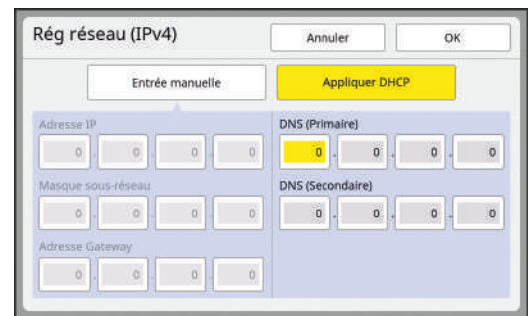 Rég réseau (IPv4)
Annuler
OK
Entrée manuelle
Appliquer DHCP
Adresse IP
0 . 0 . 0 . 0
Masque sous-réseau
0 . 0 . 0 . 0
Adresse Gateway
0 . 0 . 0 . 0
DNS (Primaire)
0 . 0 . 0 . 0
DNS (Secondaire)
0 . 0 . 0 . 0